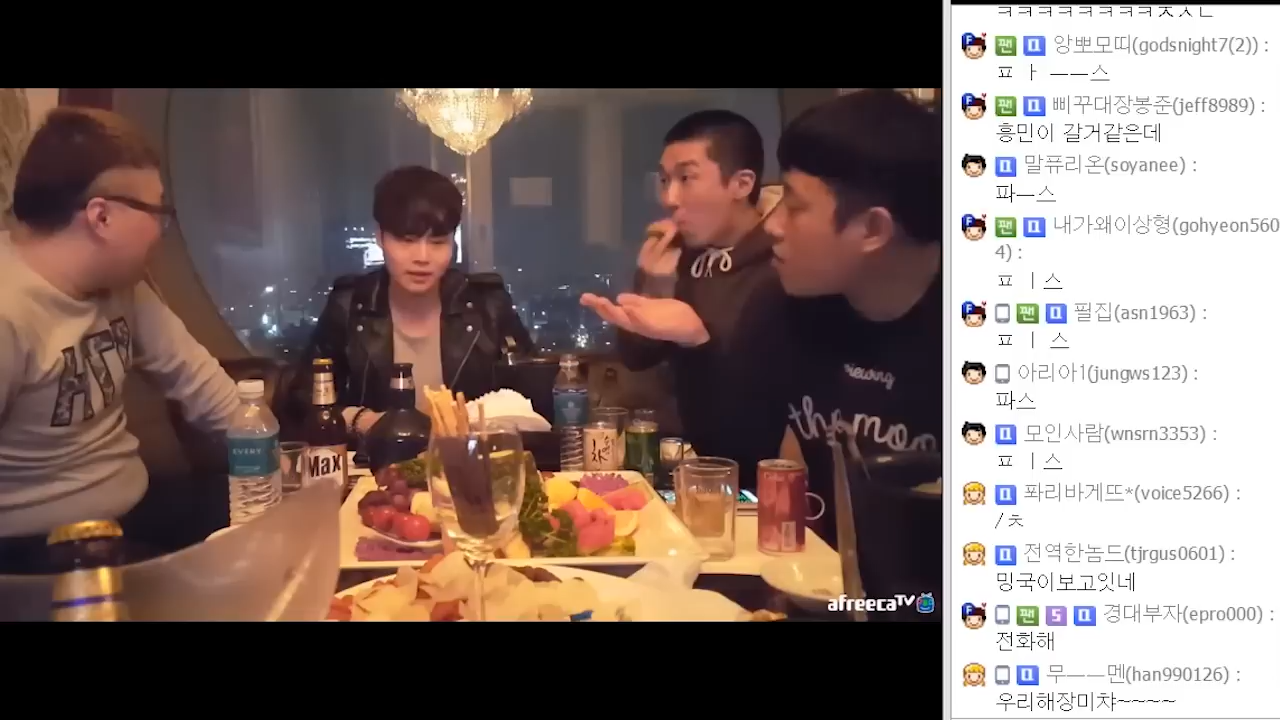 앙뽀모띠(godsnight7(2)) :
ㅍ ㅏ ㅡㅡ스
삐꾸대장봉준(jeff8989) :
흥민이 갈거같은데
말퓨리온(soyanee) :
파ㅡ스
내가왜이상형(gohyeon560
4) :
ㅍ ㅣ스
필집(asn1963) :
ㅍ ㅣ 스
아리아1(jungws123) :
파스
모인사람(wnsrn3353) :
ㅍ ㅣ스
퐈리바게뜨*(voice5266) :
/ㅊ
전역한놈드(tjrgus0601) :
밍국이보고잇네
경대부자(epro000) :
전화해
무ㅡㅡ멘(han990126) :
우리해장미챠~~~~
viewing
the mon
Max
afreecaTV